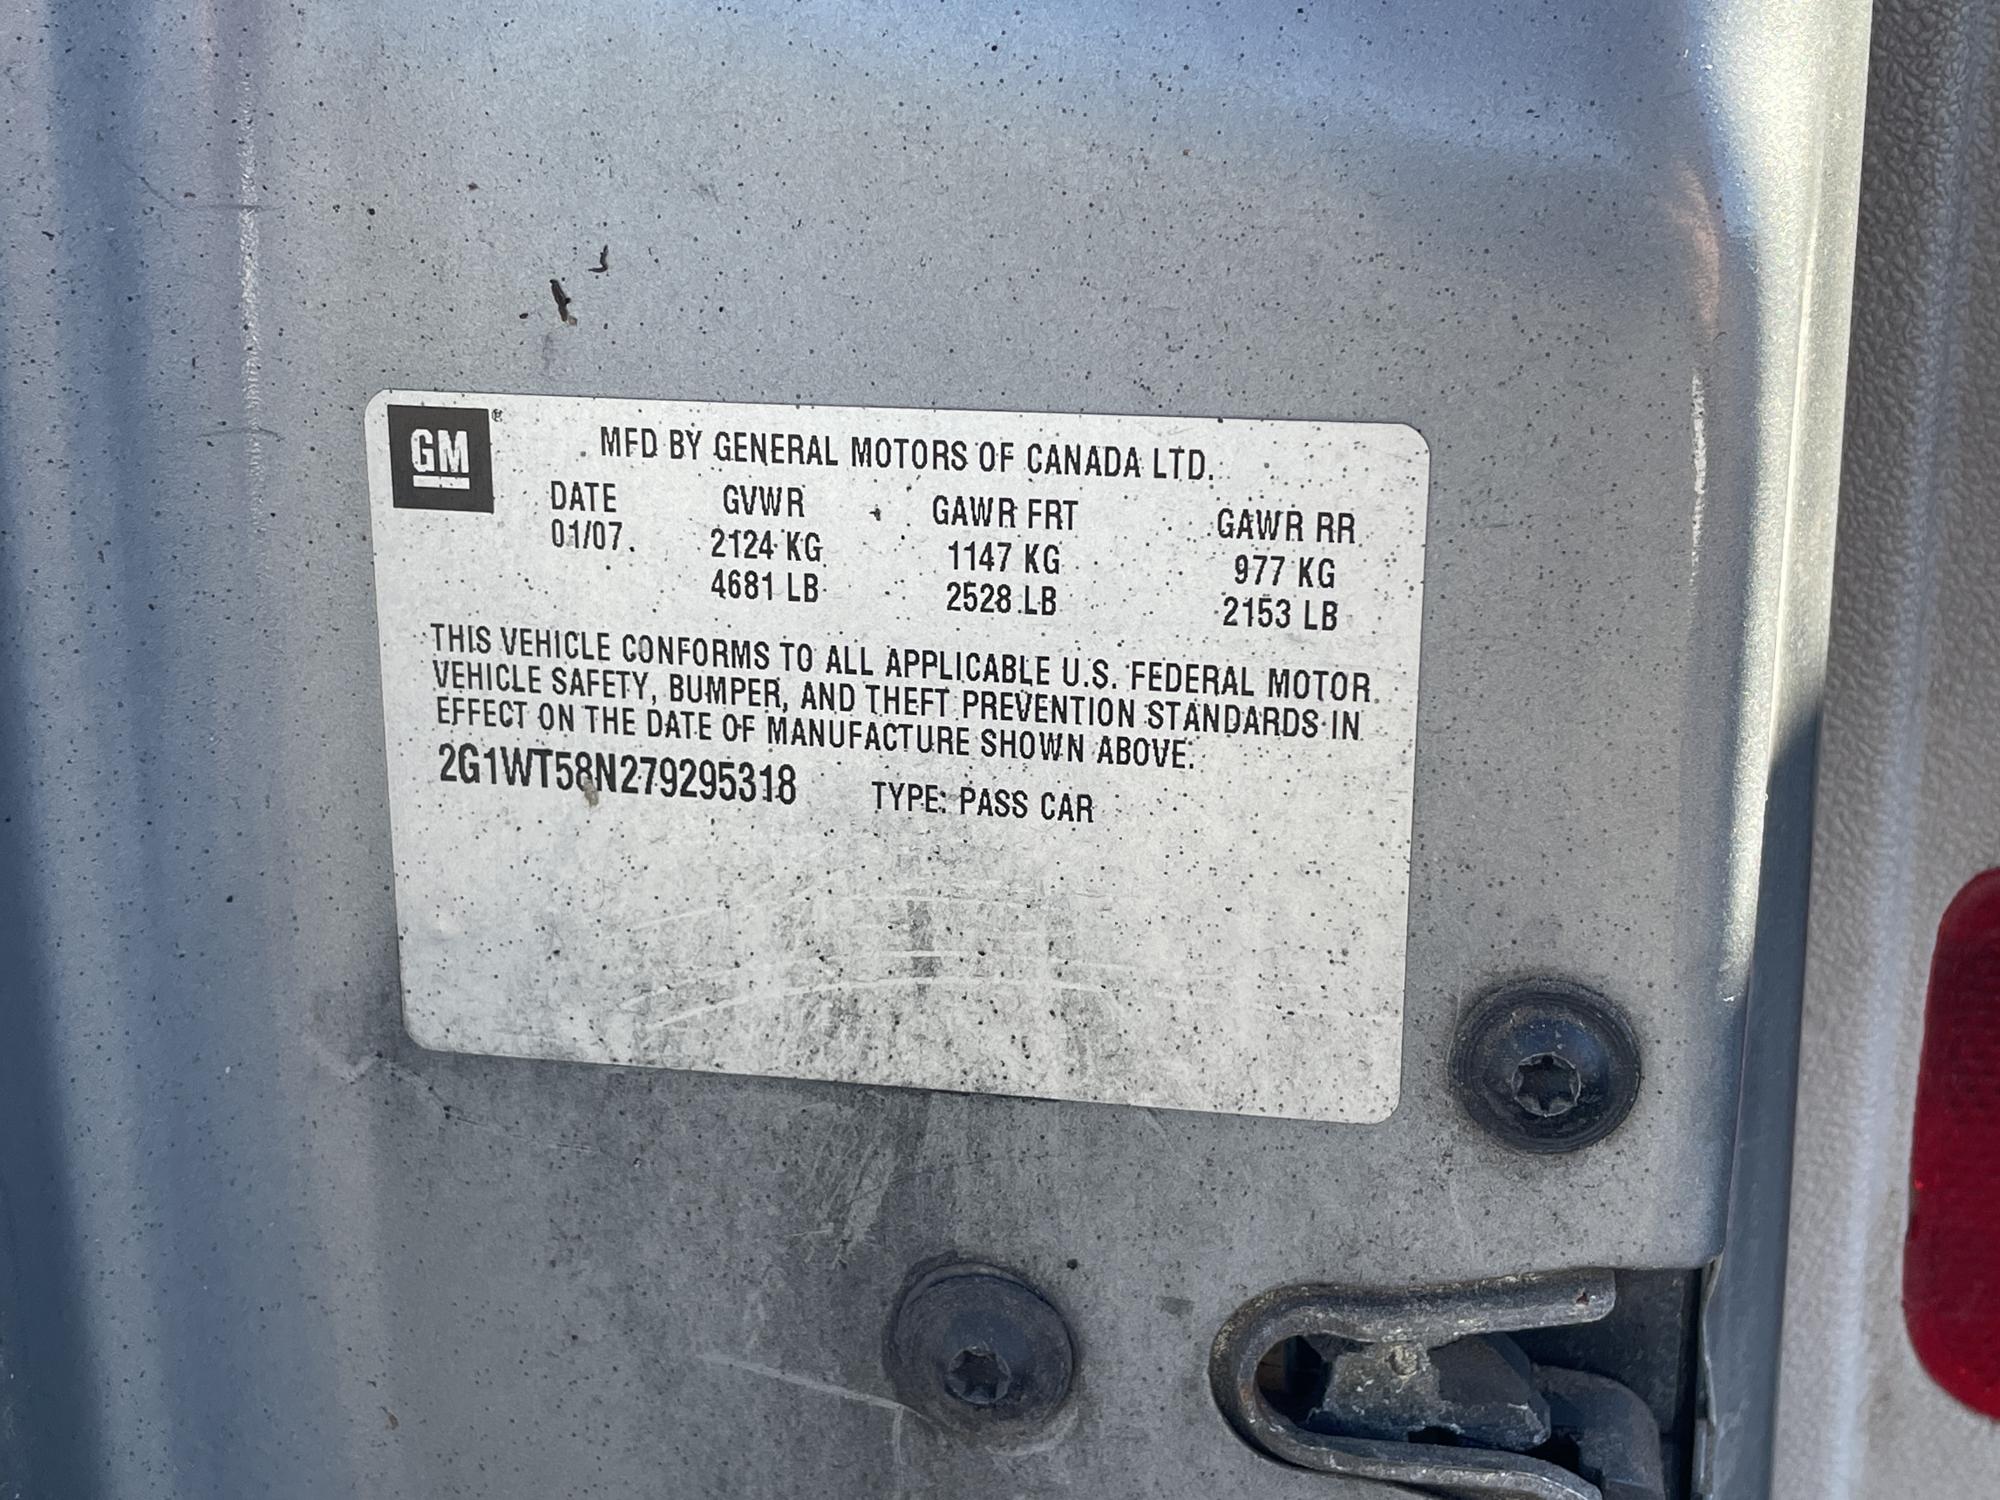 GM®
MFD BY GENERAL MOTORS OF CANADA LTD.
DATE GVWR GAWR FRT GAWR RR
01/07 2124 KG 1147 KG 977 KG
4681 LB 2528 LB 2153 LB
THIS VEHICLE CONFORMS TO ALL APPLICABLE U.S. FEDERAL MOTOR
VEHICLE SAFETY, BUMPER, AND THEFT PREVENTION STANDARDS IN
EFFECT ON THE DATE OF MANUFACTURE SHOWN ABOVE.
2G1WT58N279295318 TYPE: PASS CAR